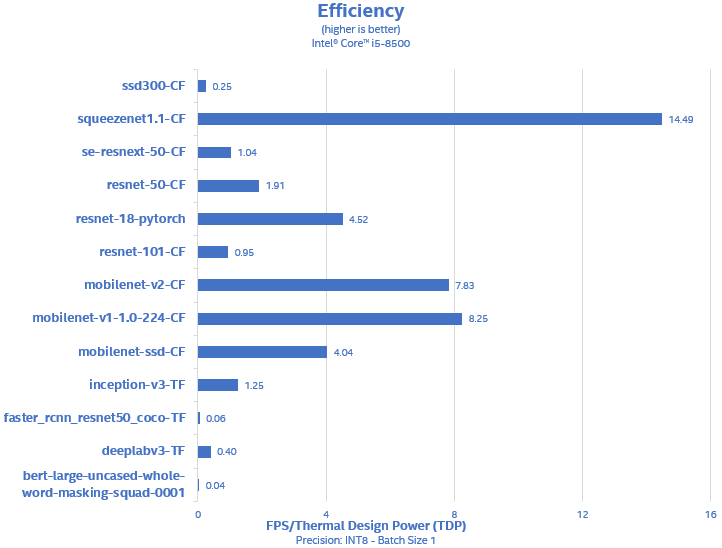 Efficiency
(higher is better)
Intel® Core™ i5-8500
ssd300-CF 0.25
squeezenet1.1-CF 14.49
se-resnext-50-CF 1.04
resnet-50-CF 1.91
resnet-18-pytorch 4.52
resnet-101-CF 0.95
mobilenet-v2-CF 7.83
mobilenet-v1-1.0-224-CF 8.25
mobilenet-ssd-CF 4.04
inception-v3-TF 1.25
faster_rcnn_resnet50_coco-TF 0.06
deeplabv3-TF 0.40
bert-large-uncased-whole-
word-masking-squad-0001 0.04
0 4 8 12 16
FPS/Thermal Design Power (TDP)
Precision: INT8 - Batch Size 1